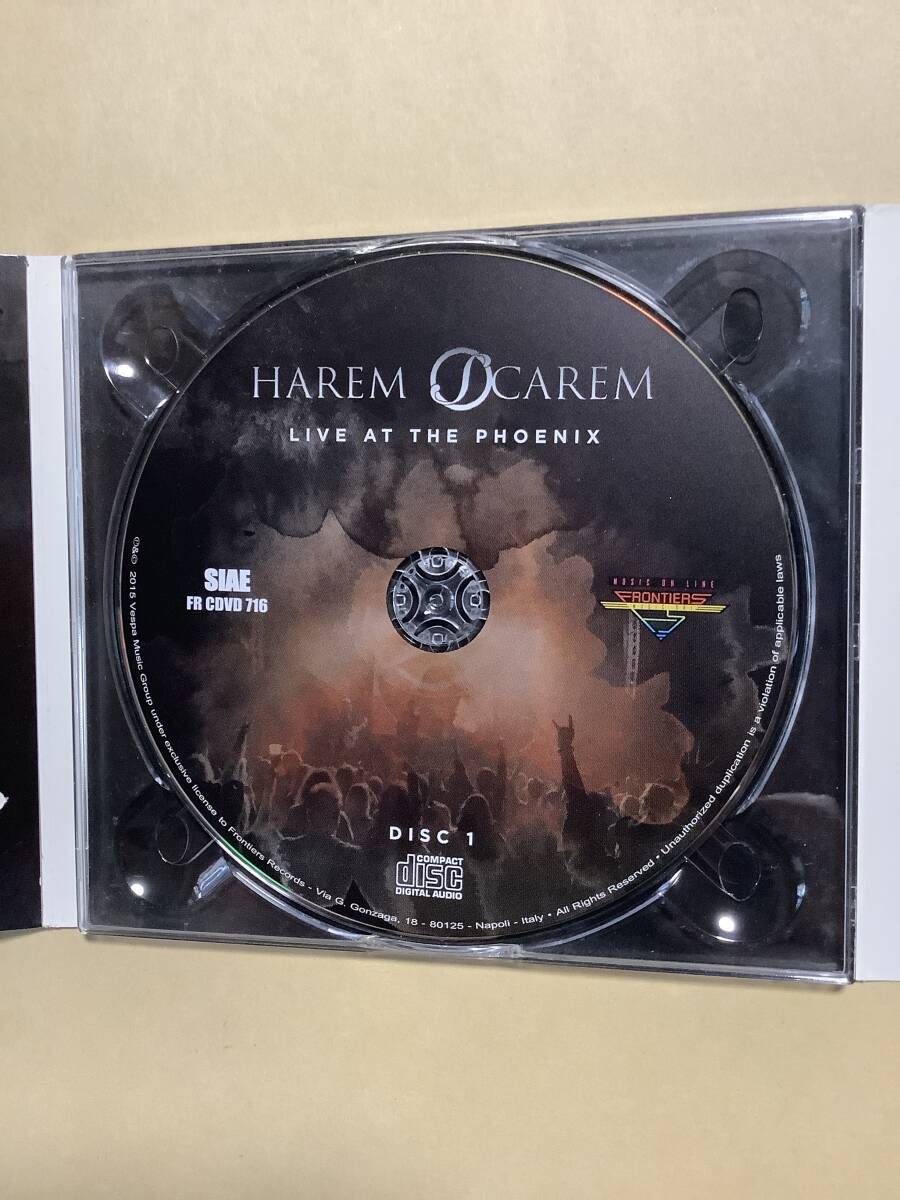 HAREM SCAREM
LIVE AT THE PHOENIX
SIAE
FR CDVD 716
MUSIC ON LINE
FRONTIERS
DISC 1
COMPACT
disc
DIGITAL AUDIO
℗&© 2015 Vespa Music Group under exclusive license to Frontiers Records - Via G. Gonzaga, 18 - 80125 - Napoli - Italy • All Rights Reserved • Unauthorized duplication is a violation of applicable laws